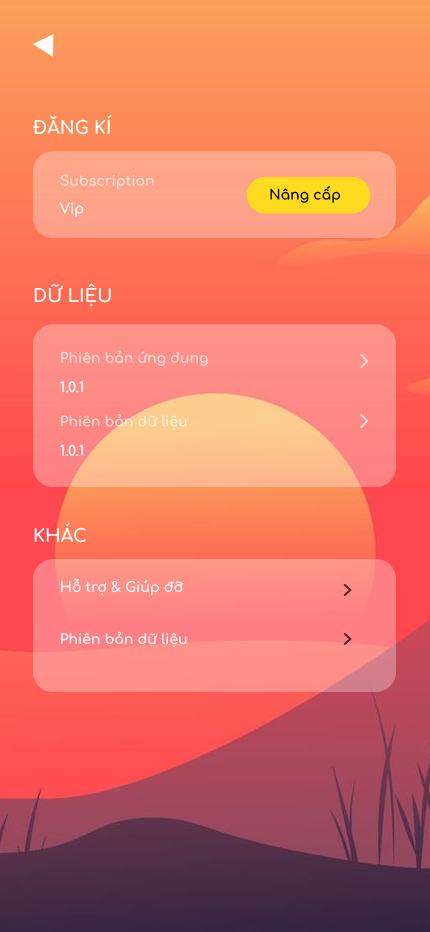 ĐĂNG KÍ
Subscription
Vip
Nâng cấp
DỮ LIỆU
Phiên bản ứng dụng
1.0.1
Phiên bản dữ liệu
1.0.1
KHÁC
Hỗ trợ & Giúp đỡ
Phiên bản dữ liệu